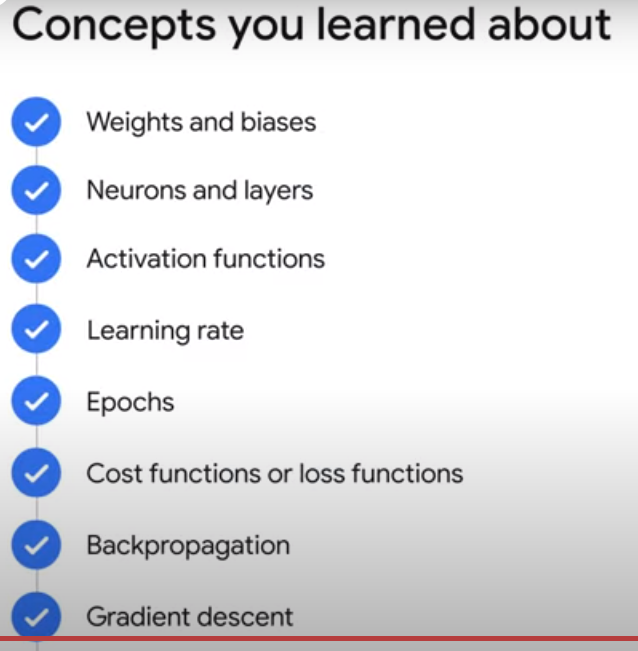 Concepts you learned about
Weights and biases
Neurons and layers
Activation functions
Learning rate
Epochs
Cost functions or loss functions
Backpropagation
Gradient descent